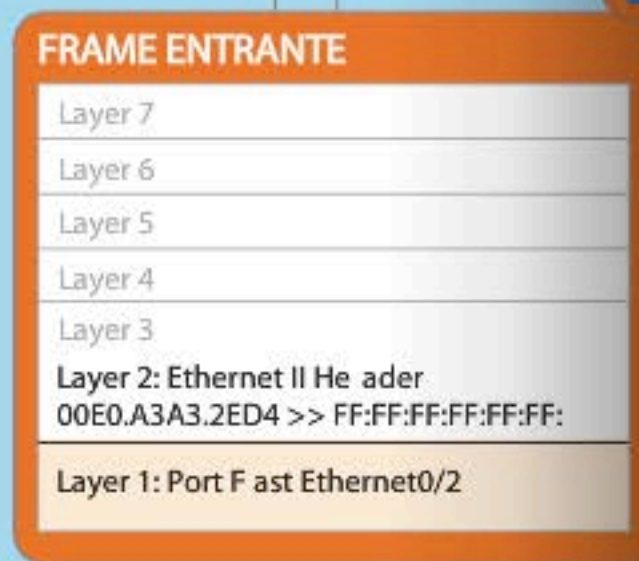 FRAME ENTRANTE
Layer 7
Layer 6
Layer 5
Layer 4
Layer 3
Layer 2: Ethernet II He ader
00E0.A3A3.2ED4 >> FF:FF:FF:FF:FF:FF:
Layer 1: Port F ast Ethernet0/2